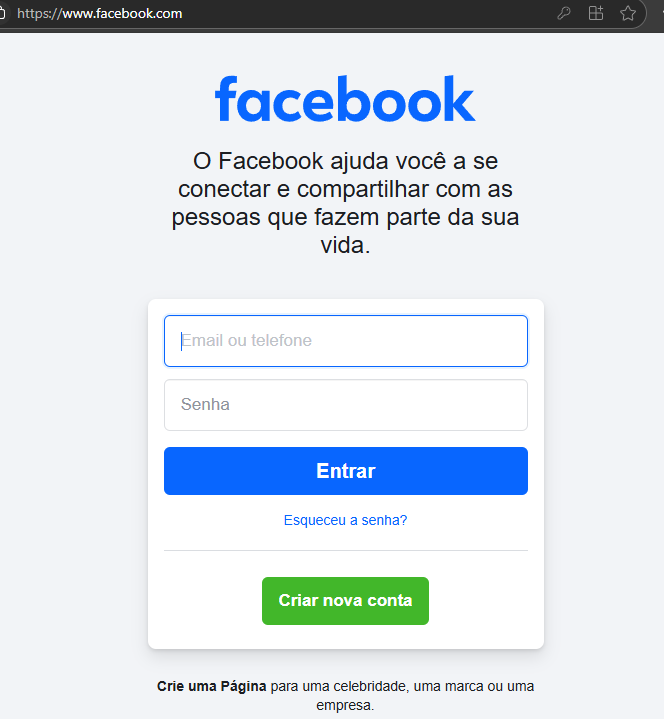 https://www.facebook.com
facebook
O Facebook ajuda você a se
conectar e compartilhar com as
pessoas que fazem parte da sua
vida.
Email ou telefone
Senha
Entrar
Esqueceu a senha?
Criar nova conta
Crie uma Página para uma celebridade, uma marca ou uma
empresa.